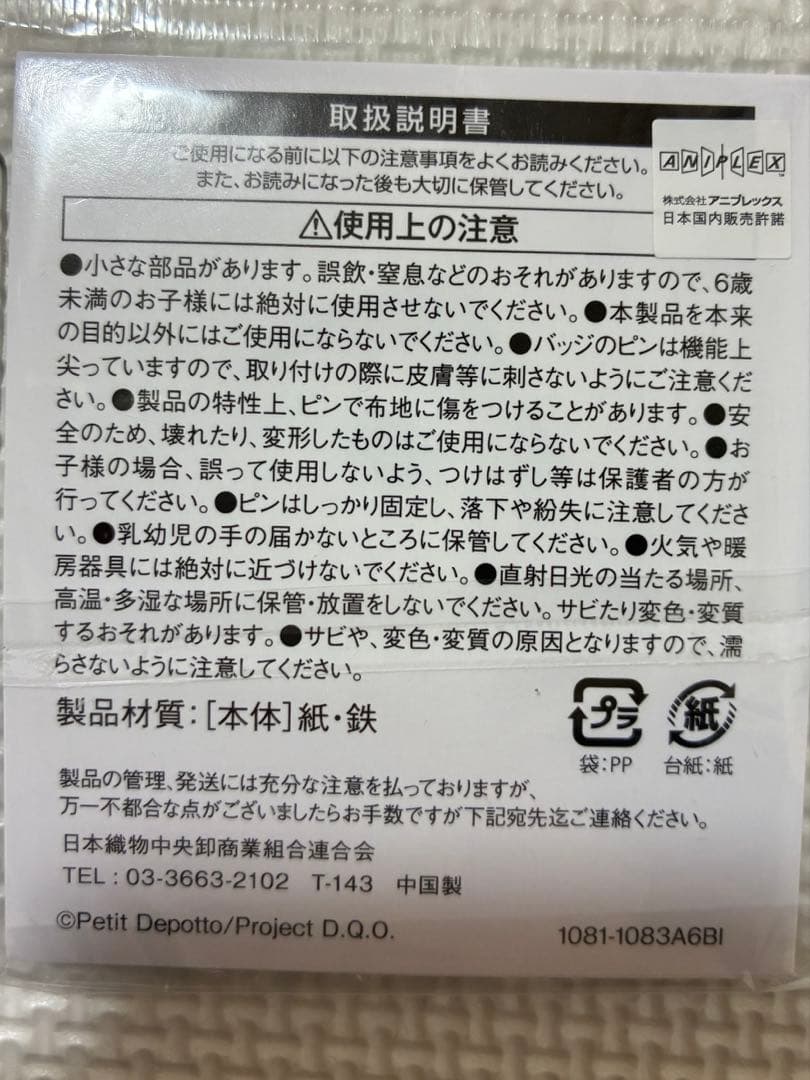 取扱説明書
ご使用になる前に以下の注意事項をよくお読みください。
また、お読みになった後も大切に保管してください。
ANIPLEX
株式会社アニプレックス
日本国内販売許諾
⚠使用上の注意
●小さな部品があります。誤飲・窒息などのおそれがありますので、6歳
未満のお子様には絶対に使用させないでください。●本製品を本来
の目的以外にはご使用にならないでください。●バッジのピンは機能上
尖っていますので、取り付けの際に皮膚等に刺さないようにご注意くだ
さい。●製品の特性上、ピンで布地に傷をつけることがあります。●安
全のため、壊れたり、変形したものはご使用にならないでください。●お
子様の場合、誤って使用しないよう、つけはずし等は保護者の方が
行ってください。●ピンはしっかり固定し、落下や紛失に注意してくださ
い。●乳幼児の手の届かないところに保管してください。●火気や暖
房器具には絶対に近づけないでください。●直射日光の当たる場所、
高温・多湿な場所に保管・放置をしないでください。サビたり変色・変質
するおそれがあります。●サビや、変色・変質の原因となりますので、濡
らさないように注意してください。
製品材質:[本体]紙・鉄
プラ 紙
袋:PP 台紙:紙
製品の管理、発送には充分な注意を払っておりますが、
万一不都合な点がございましたらお手数ですが下記宛先迄ご連絡ください。
日本織物中央卸商業組合連合会
TEL : 03-3663-2102 T-143 中国製
©Petit Depotto/Project D.Q.O. 1081-1083A6BI